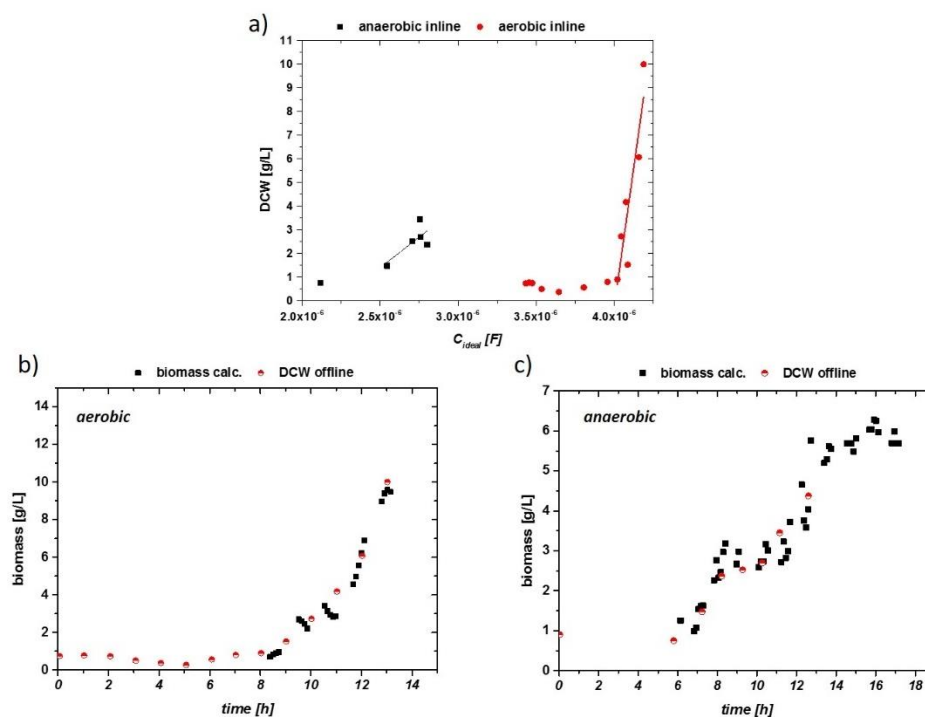 a)
anaerobic inline aerobic inline
11
10
9
8
7
6
5
4
3
2
1
0
DCW [g/L]
2.0x10⁻⁶ 2.5x10⁻⁶ 3.0x10⁻⁶ 3.5x10⁻⁶ 4.0x10⁻⁶
C_ideal [F]
b)
biomass calc. DCW offline
aerobic
14
12
10
8
6
4
2
0
biomass [g/L]
0 2 4 6 8 10 12 14
time [h]
c)
biomass calc. DCW offline
anaerobic
7
6
5
4
3
2
1
0
biomass [g/L]
0 2 4 6 8 10 12 14 16 18
time [h]